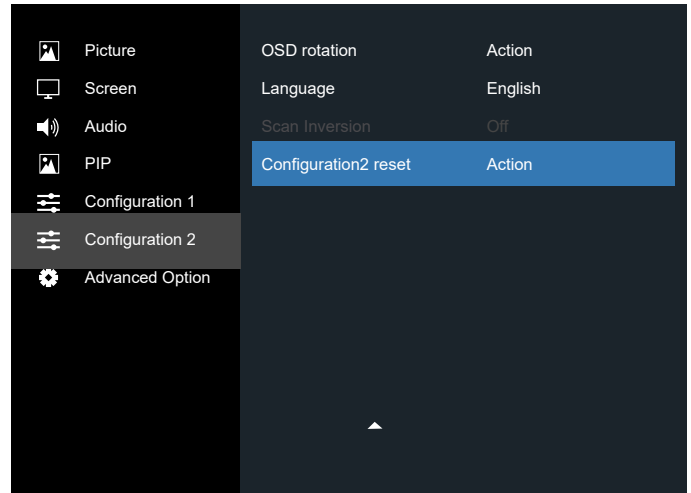 Picture
Screen
Audio
PIP
Configuration 1
Configuration 2
Advanced Option
OSD rotation Action
Language English
Scan Inversion Off
Configuration2 reset Action